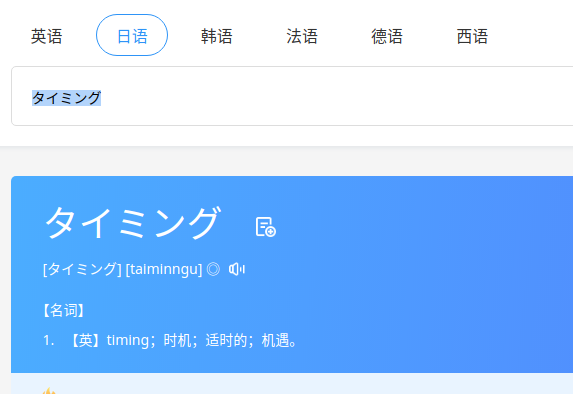 英语 日语 韩语 法语 德语 西语
タイミング
タイミング
[タイミング] [taiminngu] ◎
【名词】
1. 【英】timing；时机；适时的；机遇。